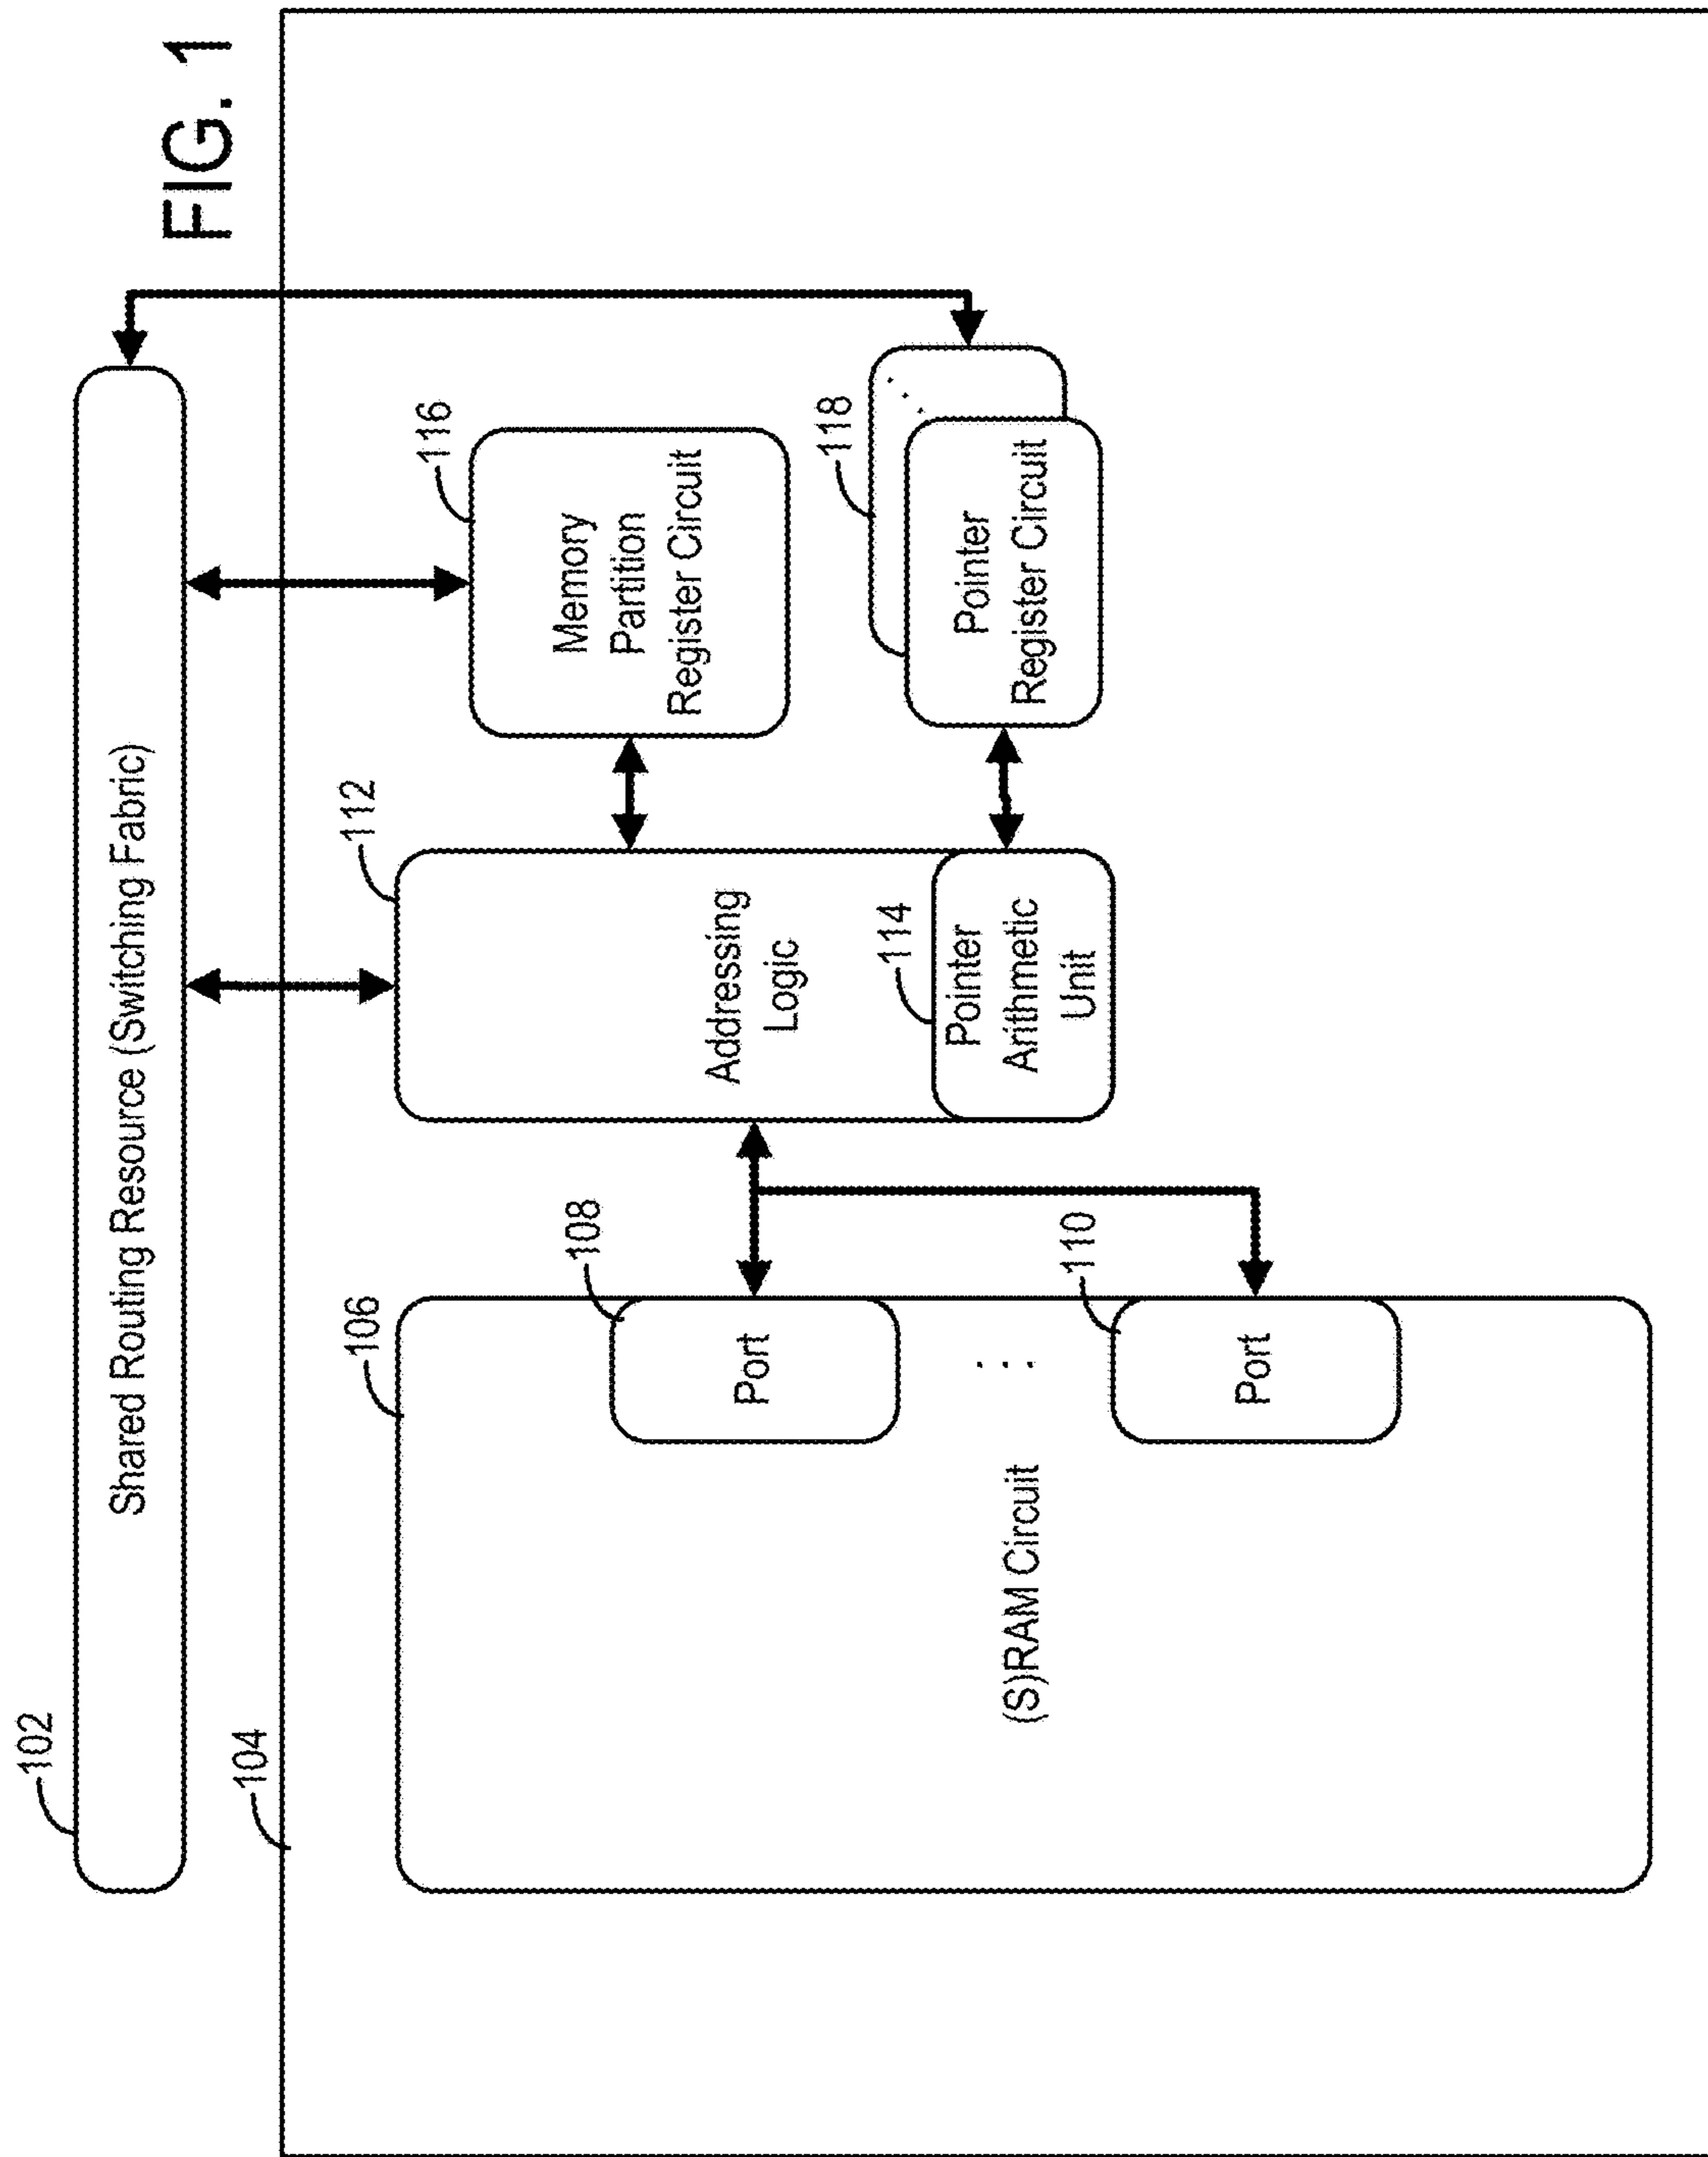 FIG. 1
102
Shared Routing Resource (Switching Fabric)
104
106
(S)RAM Circuit
108
Port
110
Port
112
Addressing
Logic
114
Pointer
Arithmetic
Unit
116
Memory
Partition
Register Circuit
118
Pointer
Register Circuit